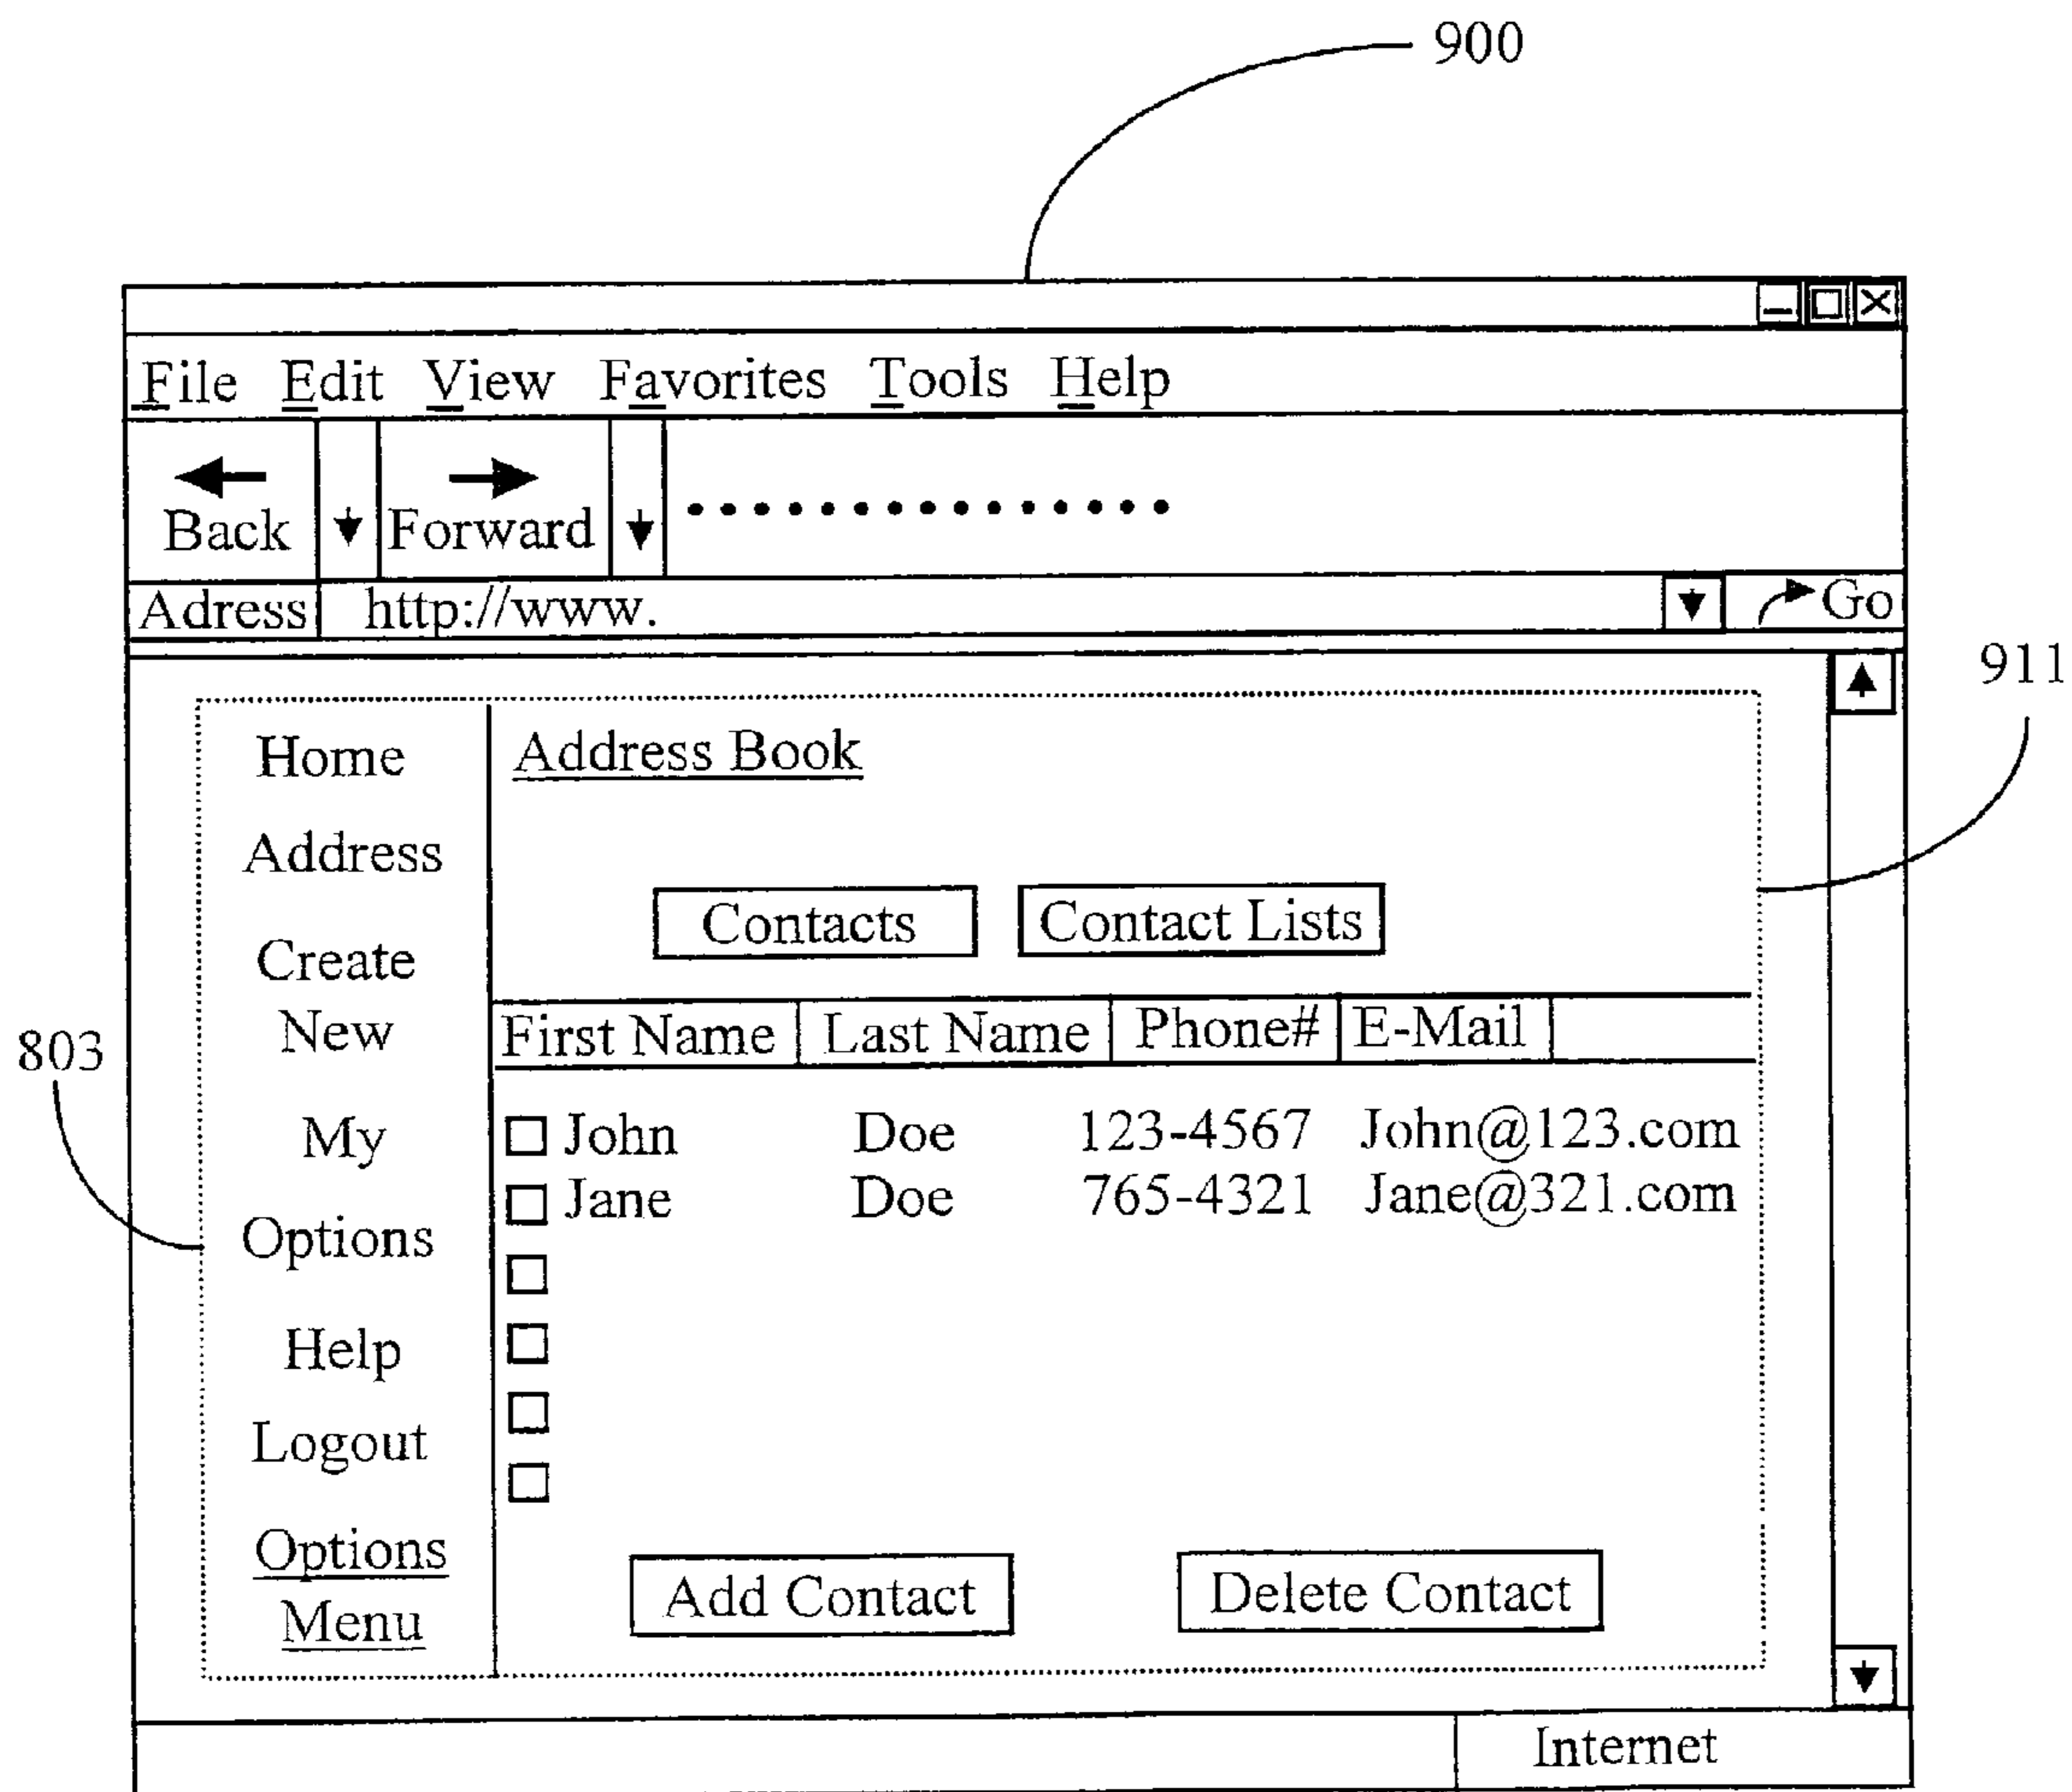 900
File Edit View Favorites Tools Help
Back Forward
Adress http://www. Go
911
803
Home
Address
Create
New
My
Options
Help
Logout
Options
Menu
Address Book
Contacts Contact Lists
First Name Last Name Phone# E-Mail
John Doe 123-4567 John@123.com
Jane Doe 765-4321 Jane@321.com
Add Contact Delete Contact
Internet